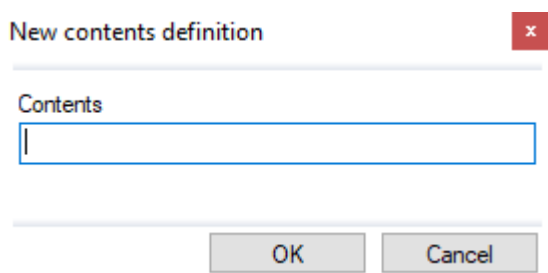 New contents definition
x
Contents
OK
Cancel